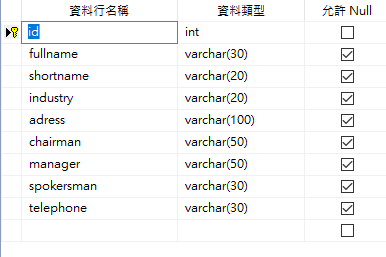 資料行名稱 資料類型 允許 Null
id int
fullname varchar(30)
shortname varchar(20)
industry varchar(20)
adress varchar(100)
chairman varchar(50)
manager varchar(50)
spokersman varchar(30)
telephone varchar(30)